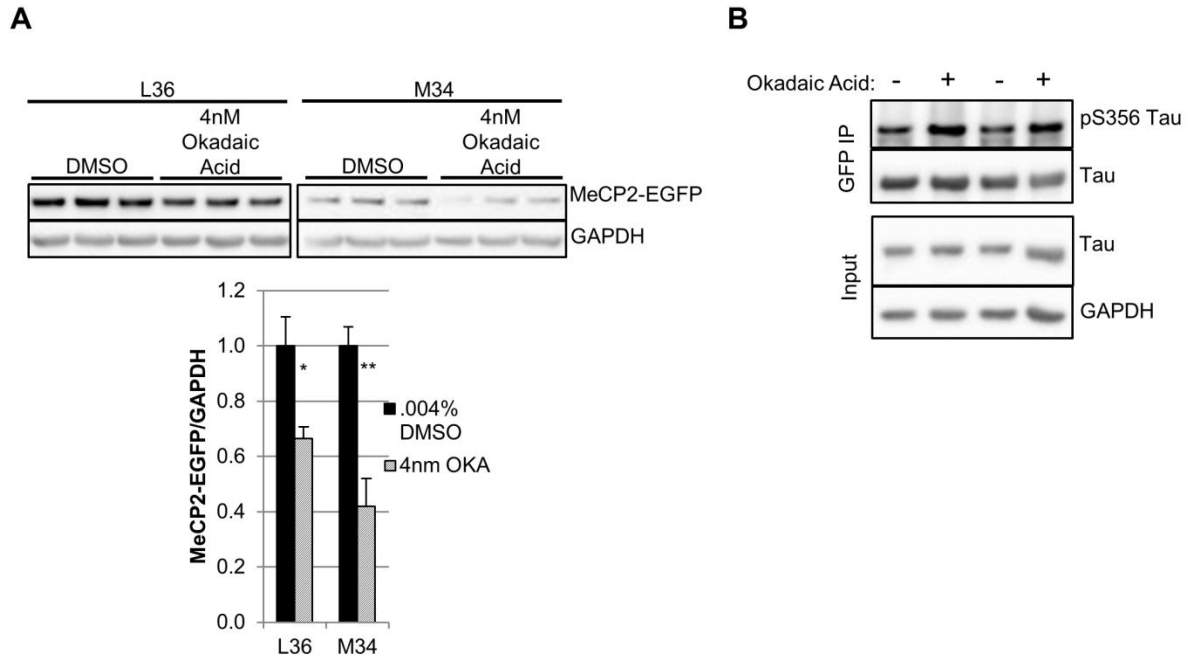 A
L36
M34
DMSO
4nM
Okadaic
Acid
DMSO
4nM
Okadaic
Acid
MeCP2-EGFP
GAPDH
MeCP2-EGFP/GAPDH
1.2
1.0
0.8
0.6
0.4
0.2
0.0
*
**
.004%
DMSO
4nm OKA
L36
M34
B
Okadaic Acid: - + - +
GFP IP
pS356 Tau
Tau
Input
Tau
GAPDH